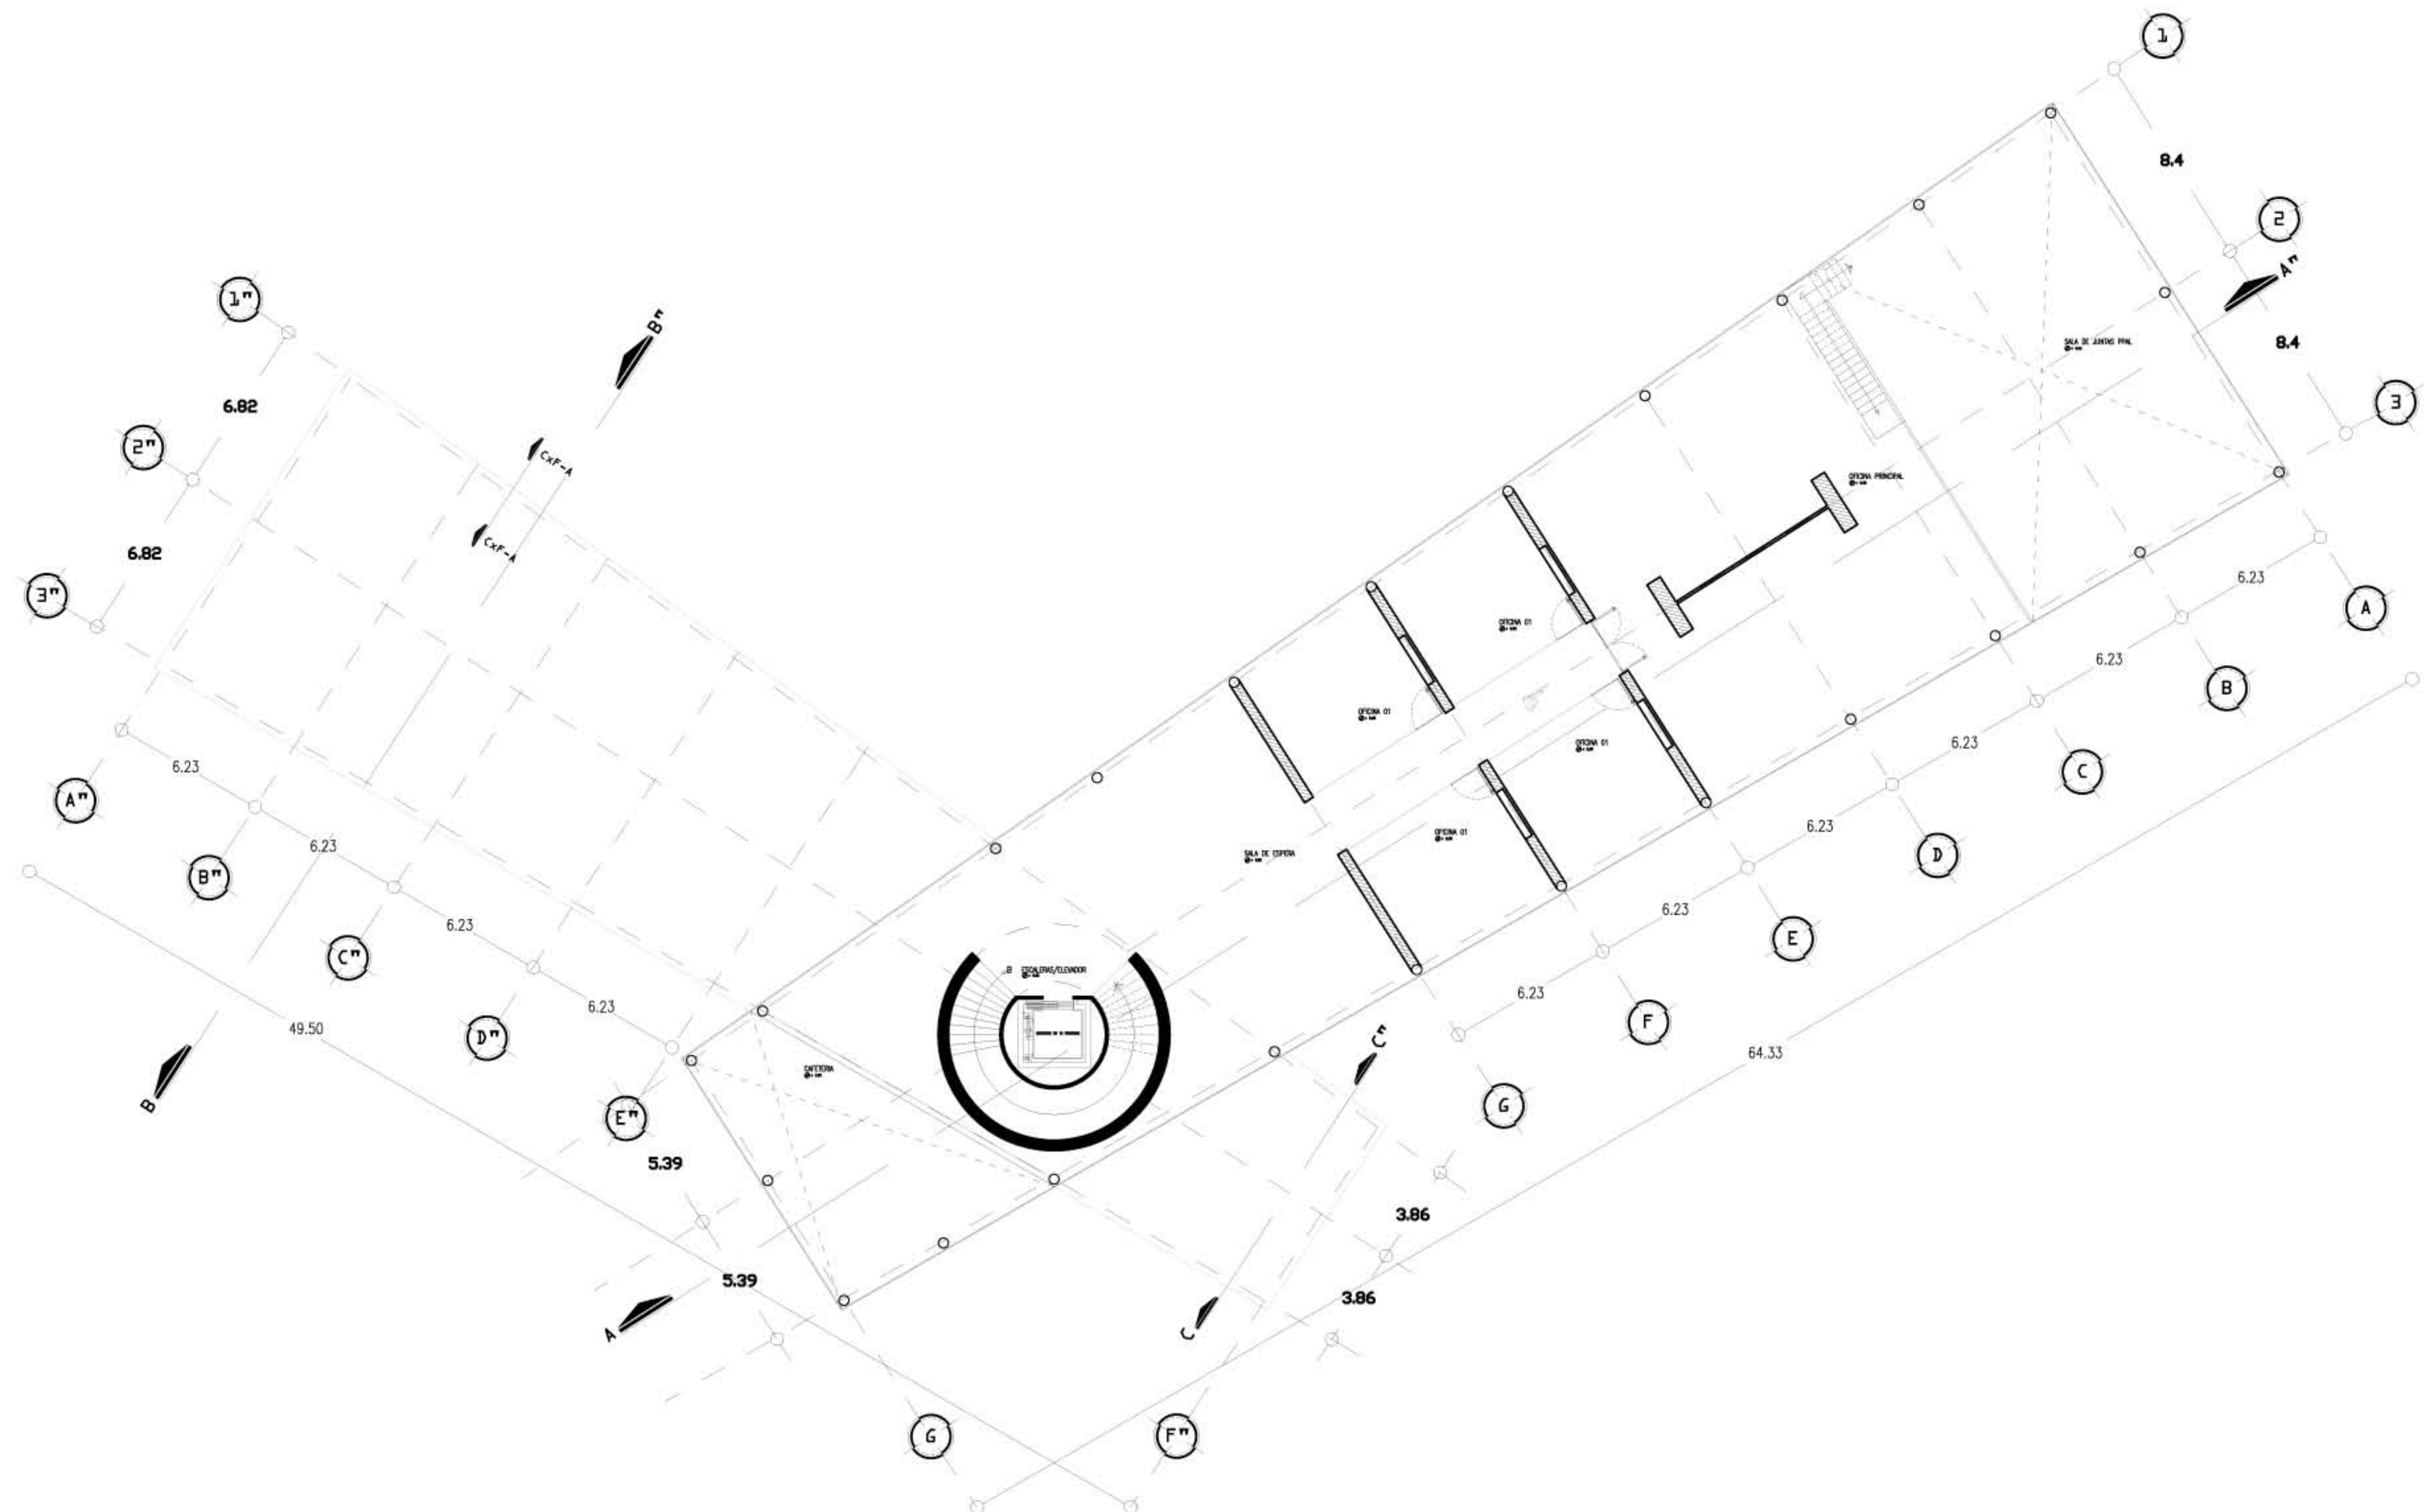 1
8.4
2
A"
8.4
3
1"
6.82
2"
6.82
3"
B"
CxF-A
CxF-A
SALA DE JUNTAS PPAL
OFICINA PRINCIPAL
OFICINA 01
OFICINA 01
OFICINA 01
OFICINA 01
SALA DE ESPERA
ESCALERAS/ELEVADOR
CAFETERIA
6.23
A
6.23
B
6.23
C
6.23
D
6.23
E
6.23
F
G
64.33
A"
6.23
B"
6.23
C"
6.23
D"
6.23
E"
49.50
B
5.39
5.39
A
C"
C
3.86
3.86
G
F"